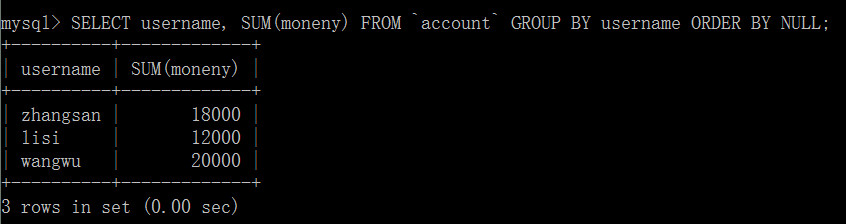 mysql> SELECT username, SUM(moneny) FROM `account` GROUP BY username ORDER BY NULL;
+----------+-------------+
| username | SUM(moneny) |
+----------+-------------+
| zhangsan |       18000 |
| lisi     |       12000 |
| wangwu   |       20000 |
+----------+-------------+
3 rows in set (0.00 sec)